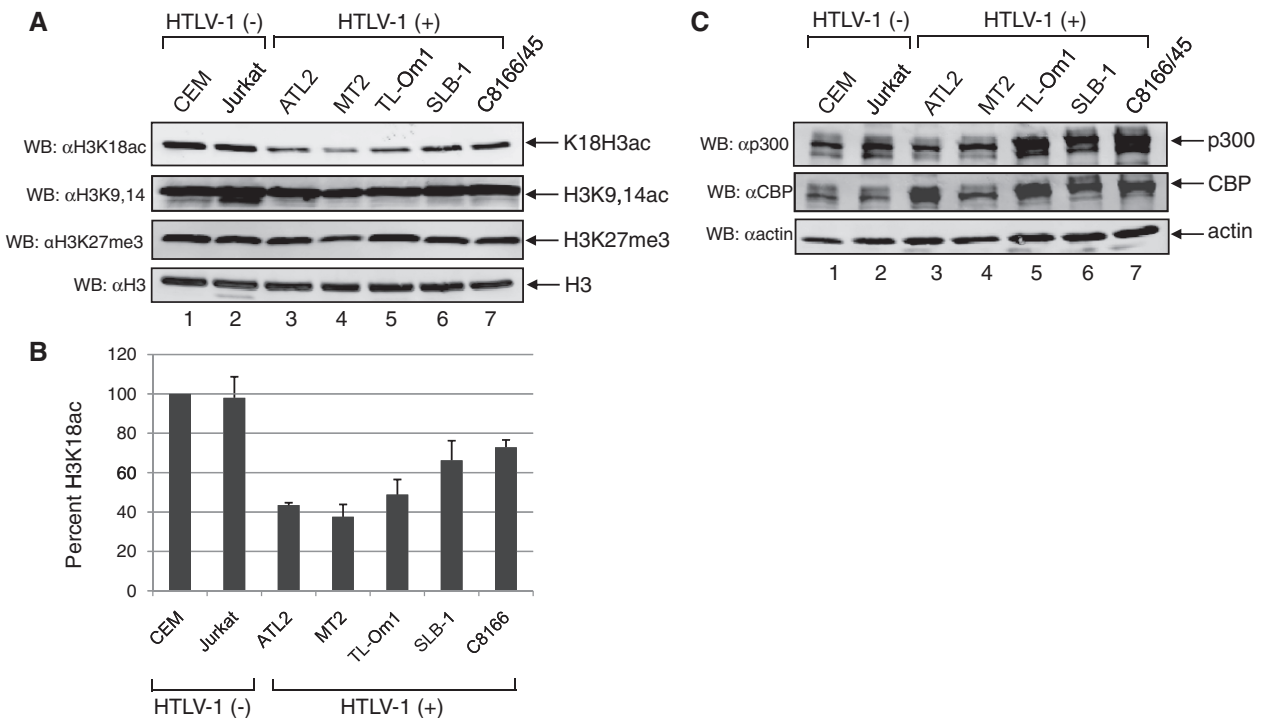 A
HTLV-1 (-) HTLV-1 (+)
CEM Jurkat ATL2 MT2 TL-Om1 SLB-1 C8166/45
WB: αH3K18ac K18H3ac
WB: αH3K9,14 H3K9,14ac
WB: αH3K27me3 H3K27me3
WB: αH3 H3
1 2 3 4 5 6 7
B
120
100
80
60
40
20
0
Percent H3K18ac
CEM Jurkat ATL2 MT2 TL-Om1 SLB-1 C8166
HTLV-1 (-) HTLV-1 (+)
C
HTLV-1 (-) HTLV-1 (+)
CEM Jurkat ATL2 MT2 TL-Om1 SLB-1 C8166/45
WB: αp300 p300
WB: αCBP CBP
WB: αactin actin
1 2 3 4 5 6 7